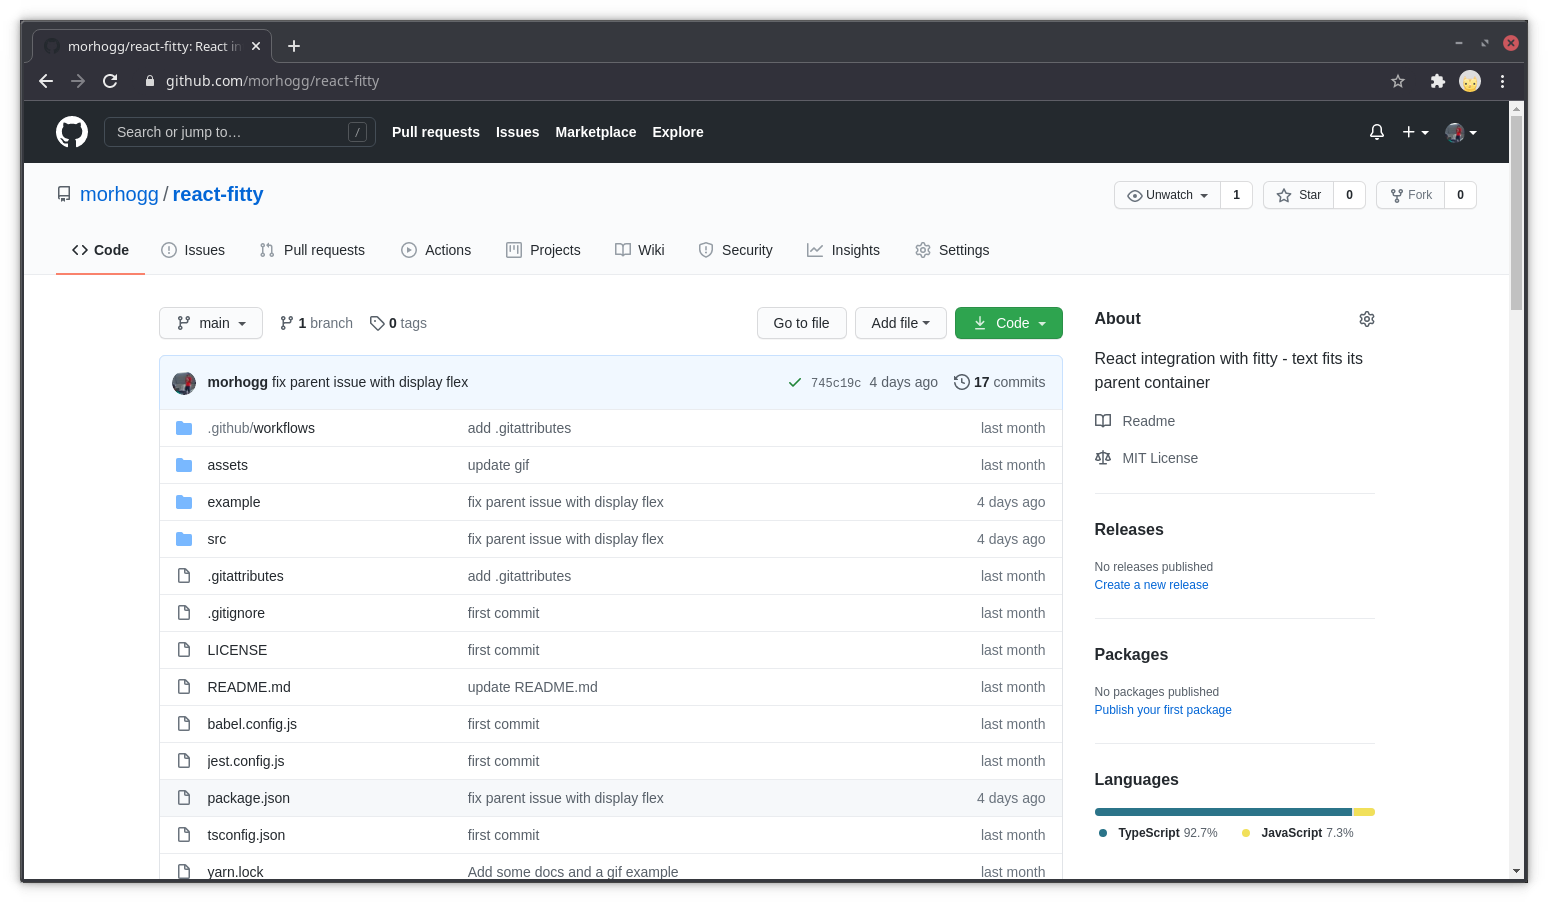 morhogg/react-fitty: React in
github.com/morhogg/react-fitty
Search or jump to… /
Pull requests Issues Marketplace Explore
morhogg / react-fitty
Unwatch 1 Star 0 Fork 0
Code Issues Pull requests Actions Projects Wiki Security Insights Settings
main 1 branch 0 tags Go to file Add file Code
morhogg fix parent issue with display flex 745c19c 4 days ago 17 commits
.github/workflows add .gitattributes last month
assets update gif last month
example fix parent issue with display flex 4 days ago
src fix parent issue with display flex 4 days ago
.gitattributes add .gitattributes last month
.gitignore first commit last month
LICENSE first commit last month
README.md update README.md last month
babel.config.js first commit last month
jest.config.js first commit last month
package.json fix parent issue with display flex 4 days ago
tsconfig.json first commit last month
yarn.lock Add some docs and a gif example last month
About
React integration with fitty - text fits its
parent container
Readme
MIT License
Releases
No releases published
Create a new release
Packages
No packages published
Publish your first package
Languages
TypeScript 92.7% JavaScript 7.3%